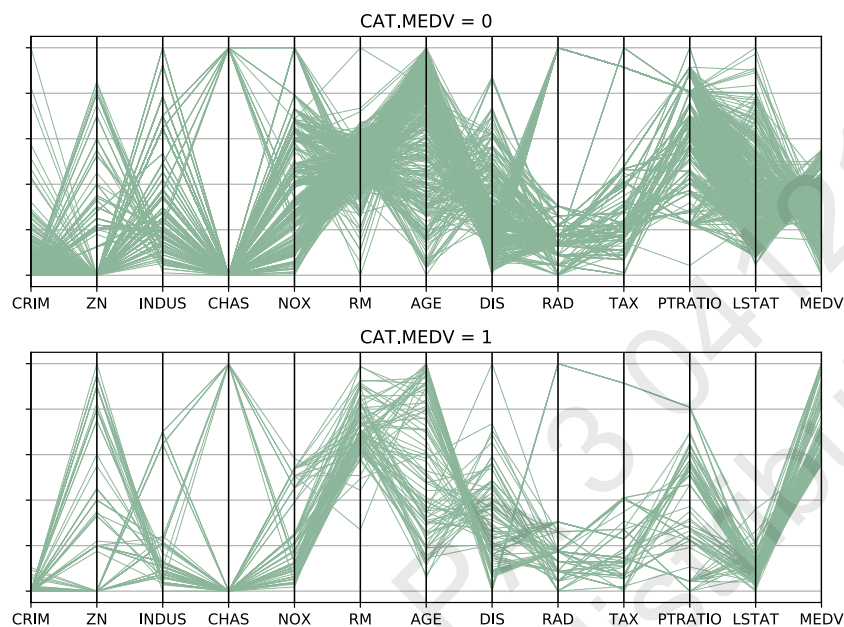 CAT.MEDV = 0
CRIM ZN INDUS CHAS NOX RM AGE DIS RAD TAX PTRATIO LSTAT MEDV
CAT.MEDV = 1
CRIM ZN INDUS CHAS NOX RM AGE DIS RAD TAX PTRATIO LSTAT MEDV